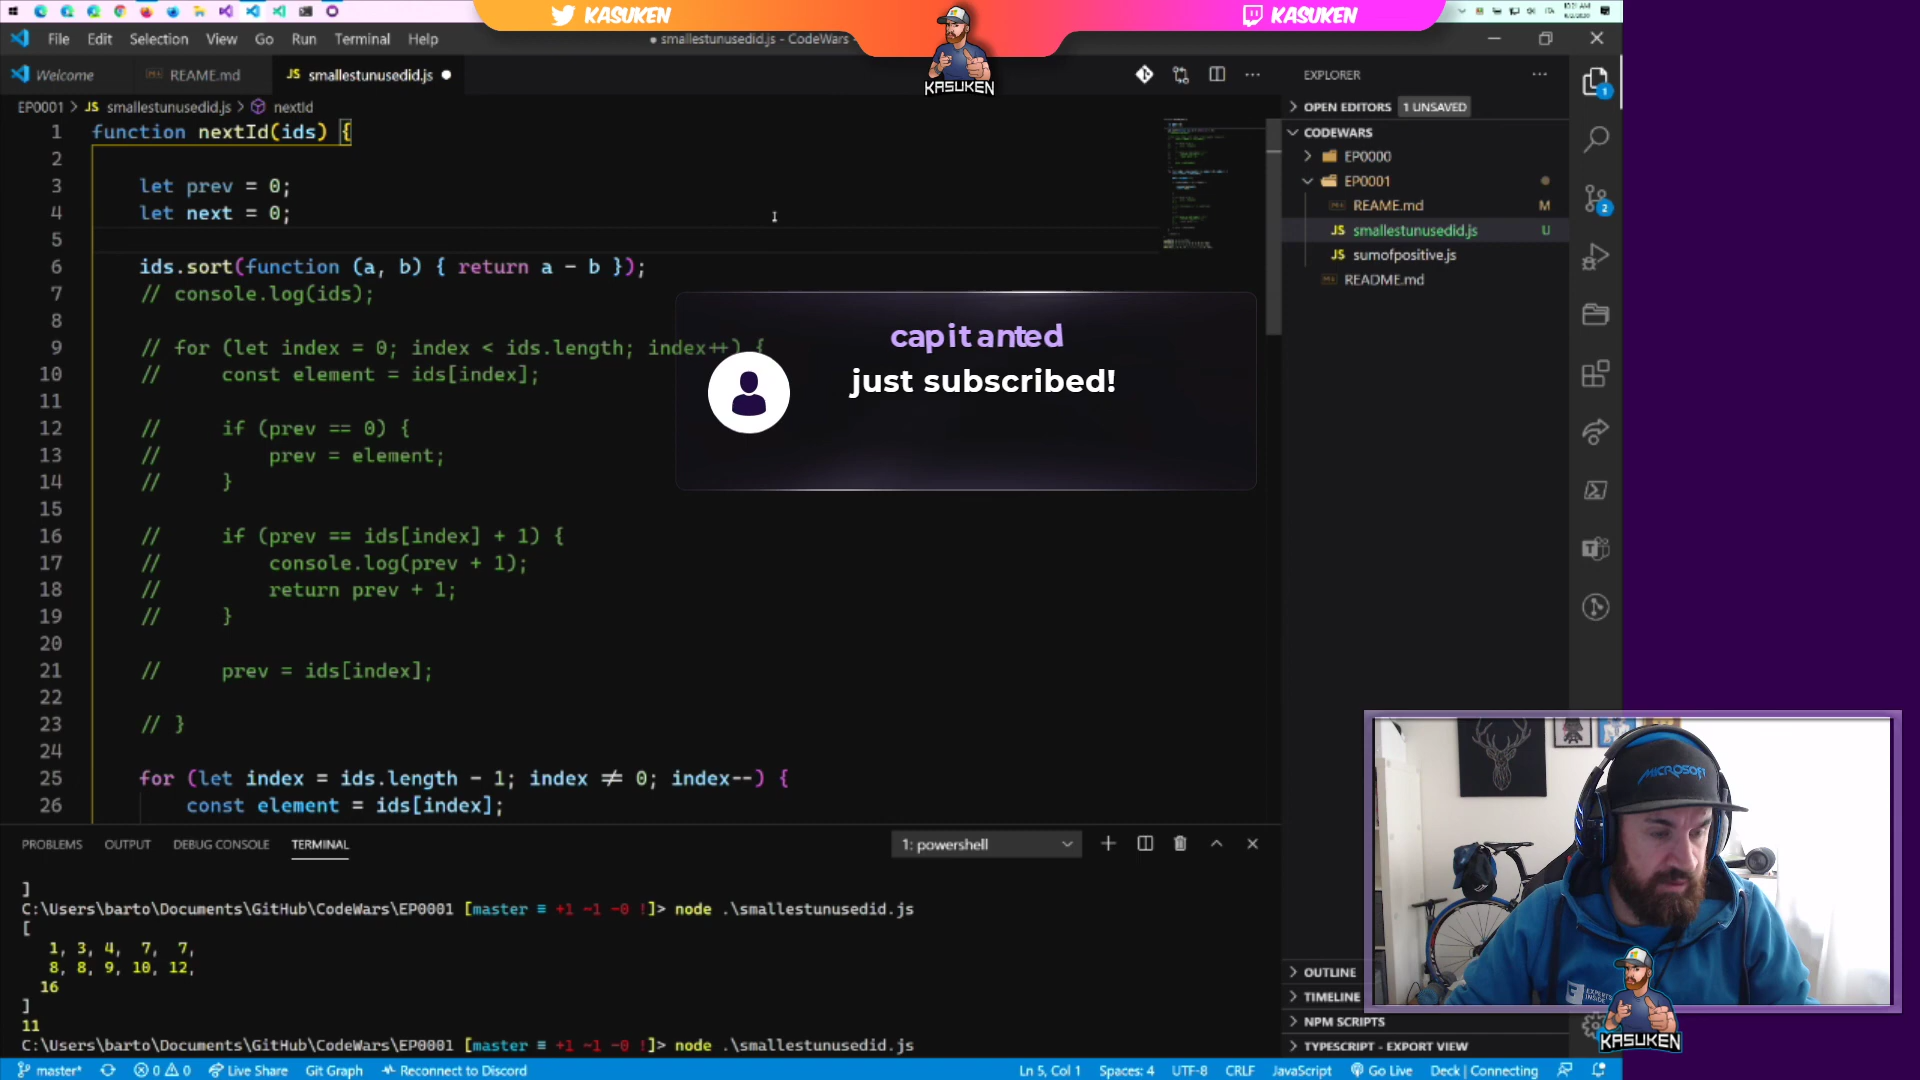 KASUKEN
KASUKEN
KASUKEN
File Edit Selection View Go Run Terminal Help
● smallestunusedid.js - CodeWars -
Welcome
REAME.md
JS smallestunusedid.js ●
EP0001 > JS smallestunusedid.js > nextId
1 function nextId(ids) {
2
3 let prev = 0;
4 let next = 0;
5
6 ids.sort(function (a, b) { return a - b });
7 // console.log(ids);
8
9 // for (let index = 0; index < ids.length; index++) {
10 // const element = ids[index];
11
12 // if (prev == 0) {
13 // prev = element;
14 // }
15
16 // if (prev == ids[index] + 1) {
17 // console.log(prev + 1);
18 // return prev + 1;
19 // }
20
21 // prev = ids[index];
22
23 // }
24
25 for (let index = ids.length - 1; index ≠ 0; index--) {
26 const element = ids[index];
capitanted
just subscribed!
EXPLORER
OPEN EDITORS 1 UNSAVED
CODEWARS
EP0000
EP0001
REAME.md M
JS smallestunusedid.js U
JS sumofpositive.js
README.md
1
2
OUTLINE
TIMELINE
NPM SCRIPTS
TYPESCRIPT - EXPORT VIEW
PROBLEMS OUTPUT DEBUG CONSOLE TERMINAL
1: powershell
]
C:\Users\barto\Documents\GitHub\CodeWars\EP0001 [master ≡ +1 ~1 -0 !]> node .\smallestunusedid.js
[
1, 3, 4, 7, 7,
8, 8, 9, 10, 12,
16
]
11
C:\Users\barto\Documents\GitHub\CodeWars\EP0001 [master ≡ +1 ~1 -0 !]> node .\smallestunusedid.js
MICROSOFT
EXPERTS
INSIDE
KASUKEN
master* 0 0 Live Share Git Graph Reconnect to Discord
Ln 5, Col 1 Spaces: 4 UTF-8 CRLF JavaScript Go Live Deck | Connecting